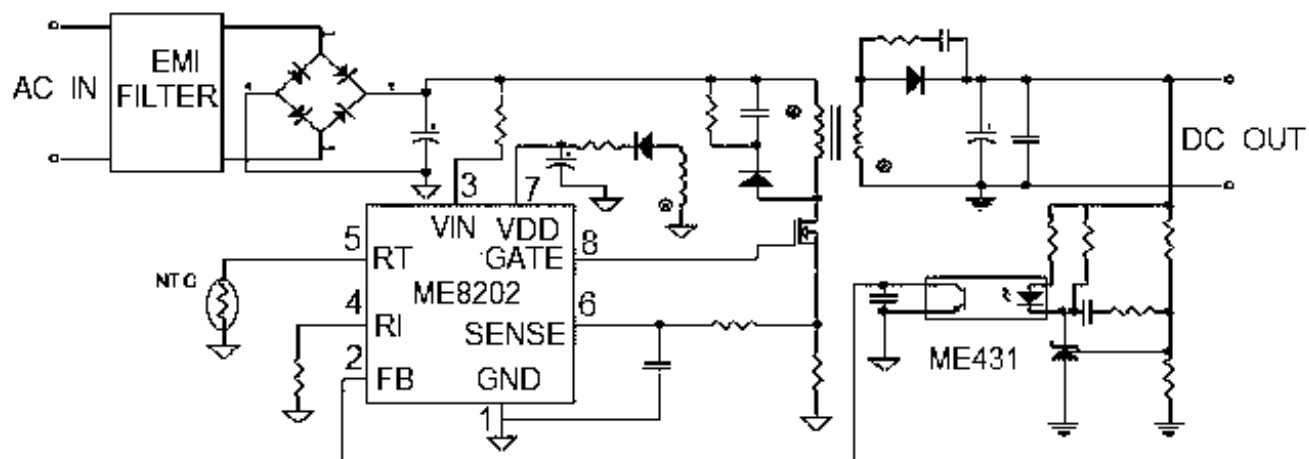 AC IN
EMI
FILTER
DC OUT
3
7
VIN
VDD
5
RT
GATE
8
NTC
ME8202
4
RI
SENSE
6
2
FB
GND
1
ME431